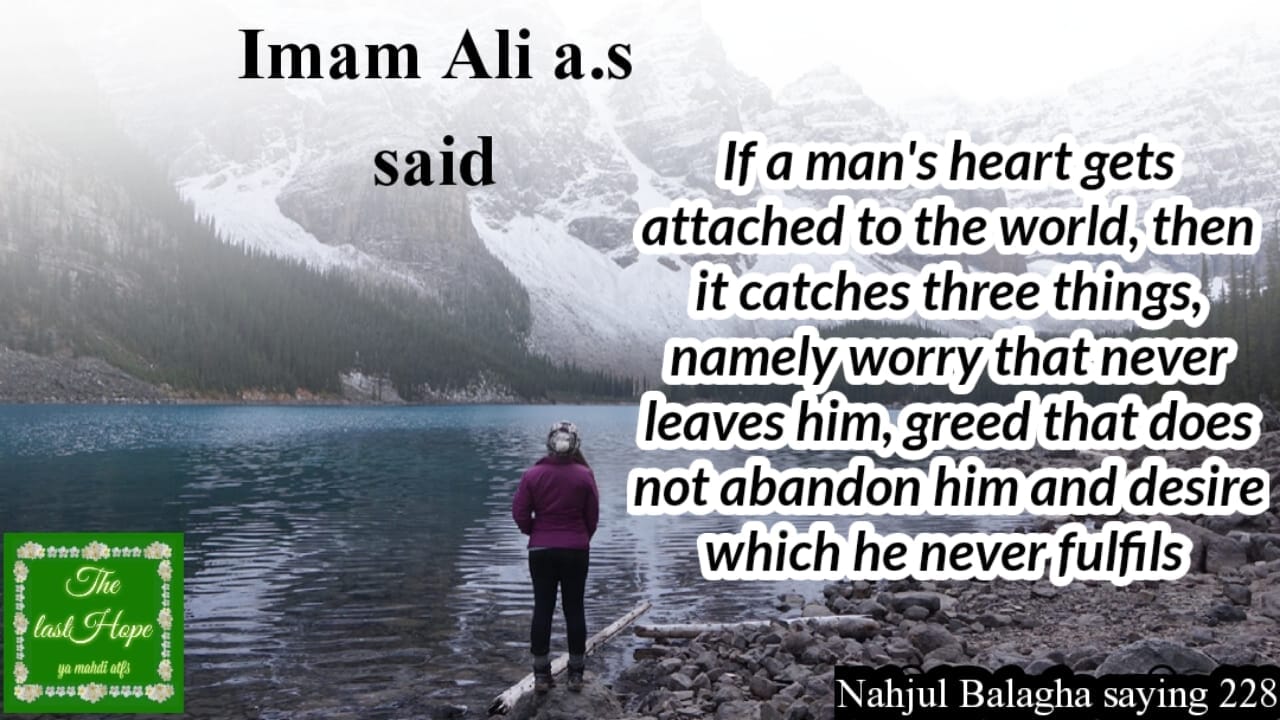 Imam Ali a.s
said
If a man's heart gets
attached to the world, then
it catches three things,
namely worry that never
leaves him, greed that does
not abandon him and desire
which he never fulfils
The
last Hope
ya mahdi atfs
Nahjul Balagha saying 228